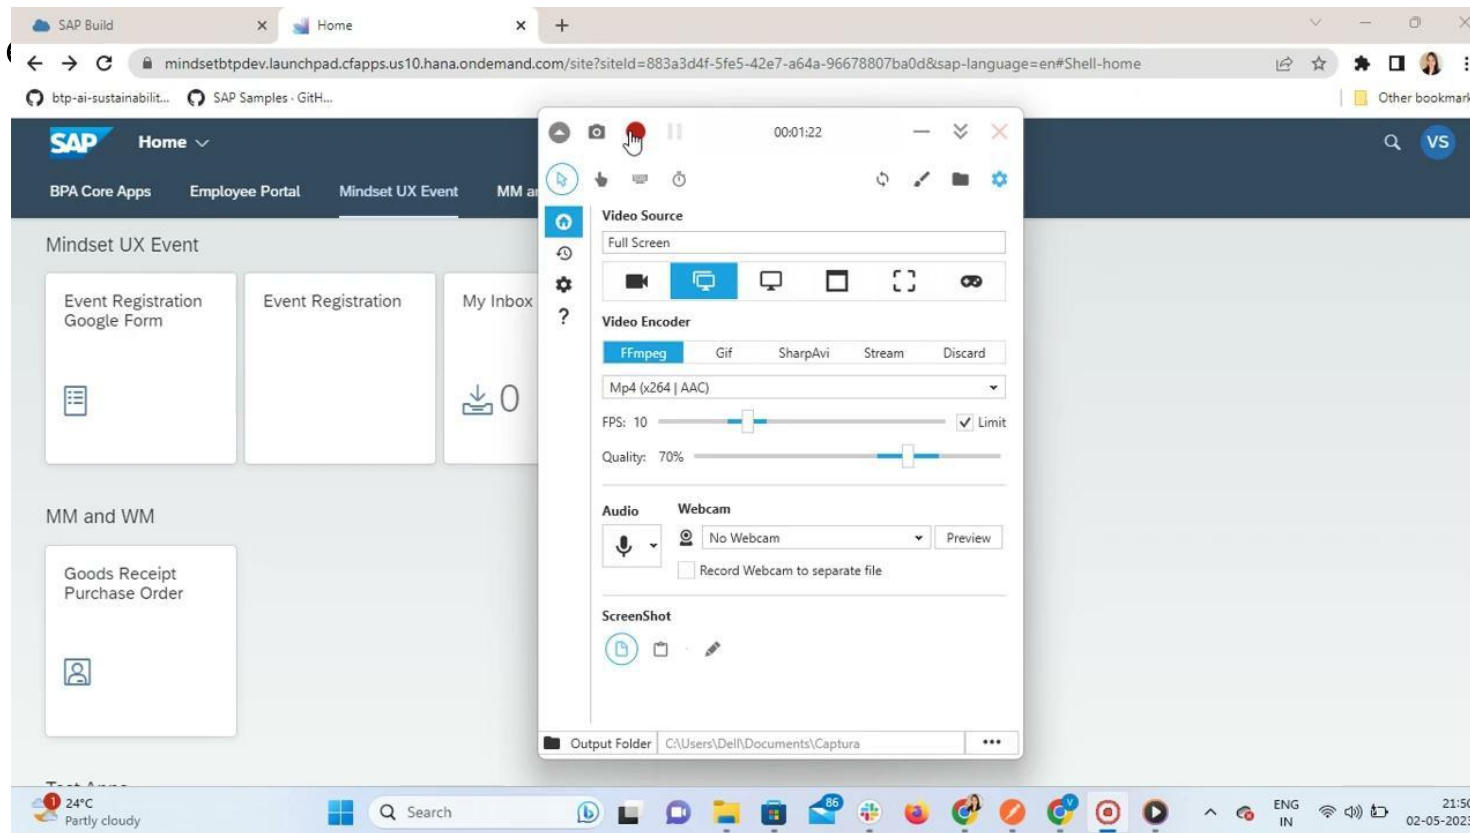 SAP Build
Home
mindsetbtpdev.launchpad.cfapps.us10.hana.ondemand.com/site?siteId=883a3d4f-5fe5-42e7-a64a-96678807ba0d&sap-language=en#Shell-home
btp-ai-sustainabilit...
SAP Samples · GitH...
Other bookmark
SAP
Home
VS
BPA Core Apps
Employee Portal
Mindset UX Event
MM a
00:01:22
Mindset UX Event
Event Registration
Google Form
Event Registration
My Inbox
0
MM and WM
Goods Receipt
Purchase Order
Video Source
Full Screen
?
Video Encoder
FFmpeg
Gif
SharpAvi
Stream
Discard
Mp4 (x264 | AAC)
FPS: 10
Limit
Quality: 70%
Audio
Webcam
No Webcam
Preview
Record Webcam to separate file
ScreenShot
Output Folder
C:\Users\Dell\Documents\Captura
1
24°C
Partly cloudy
Search
86
V
ENG
IN
21:50
02-05-2023